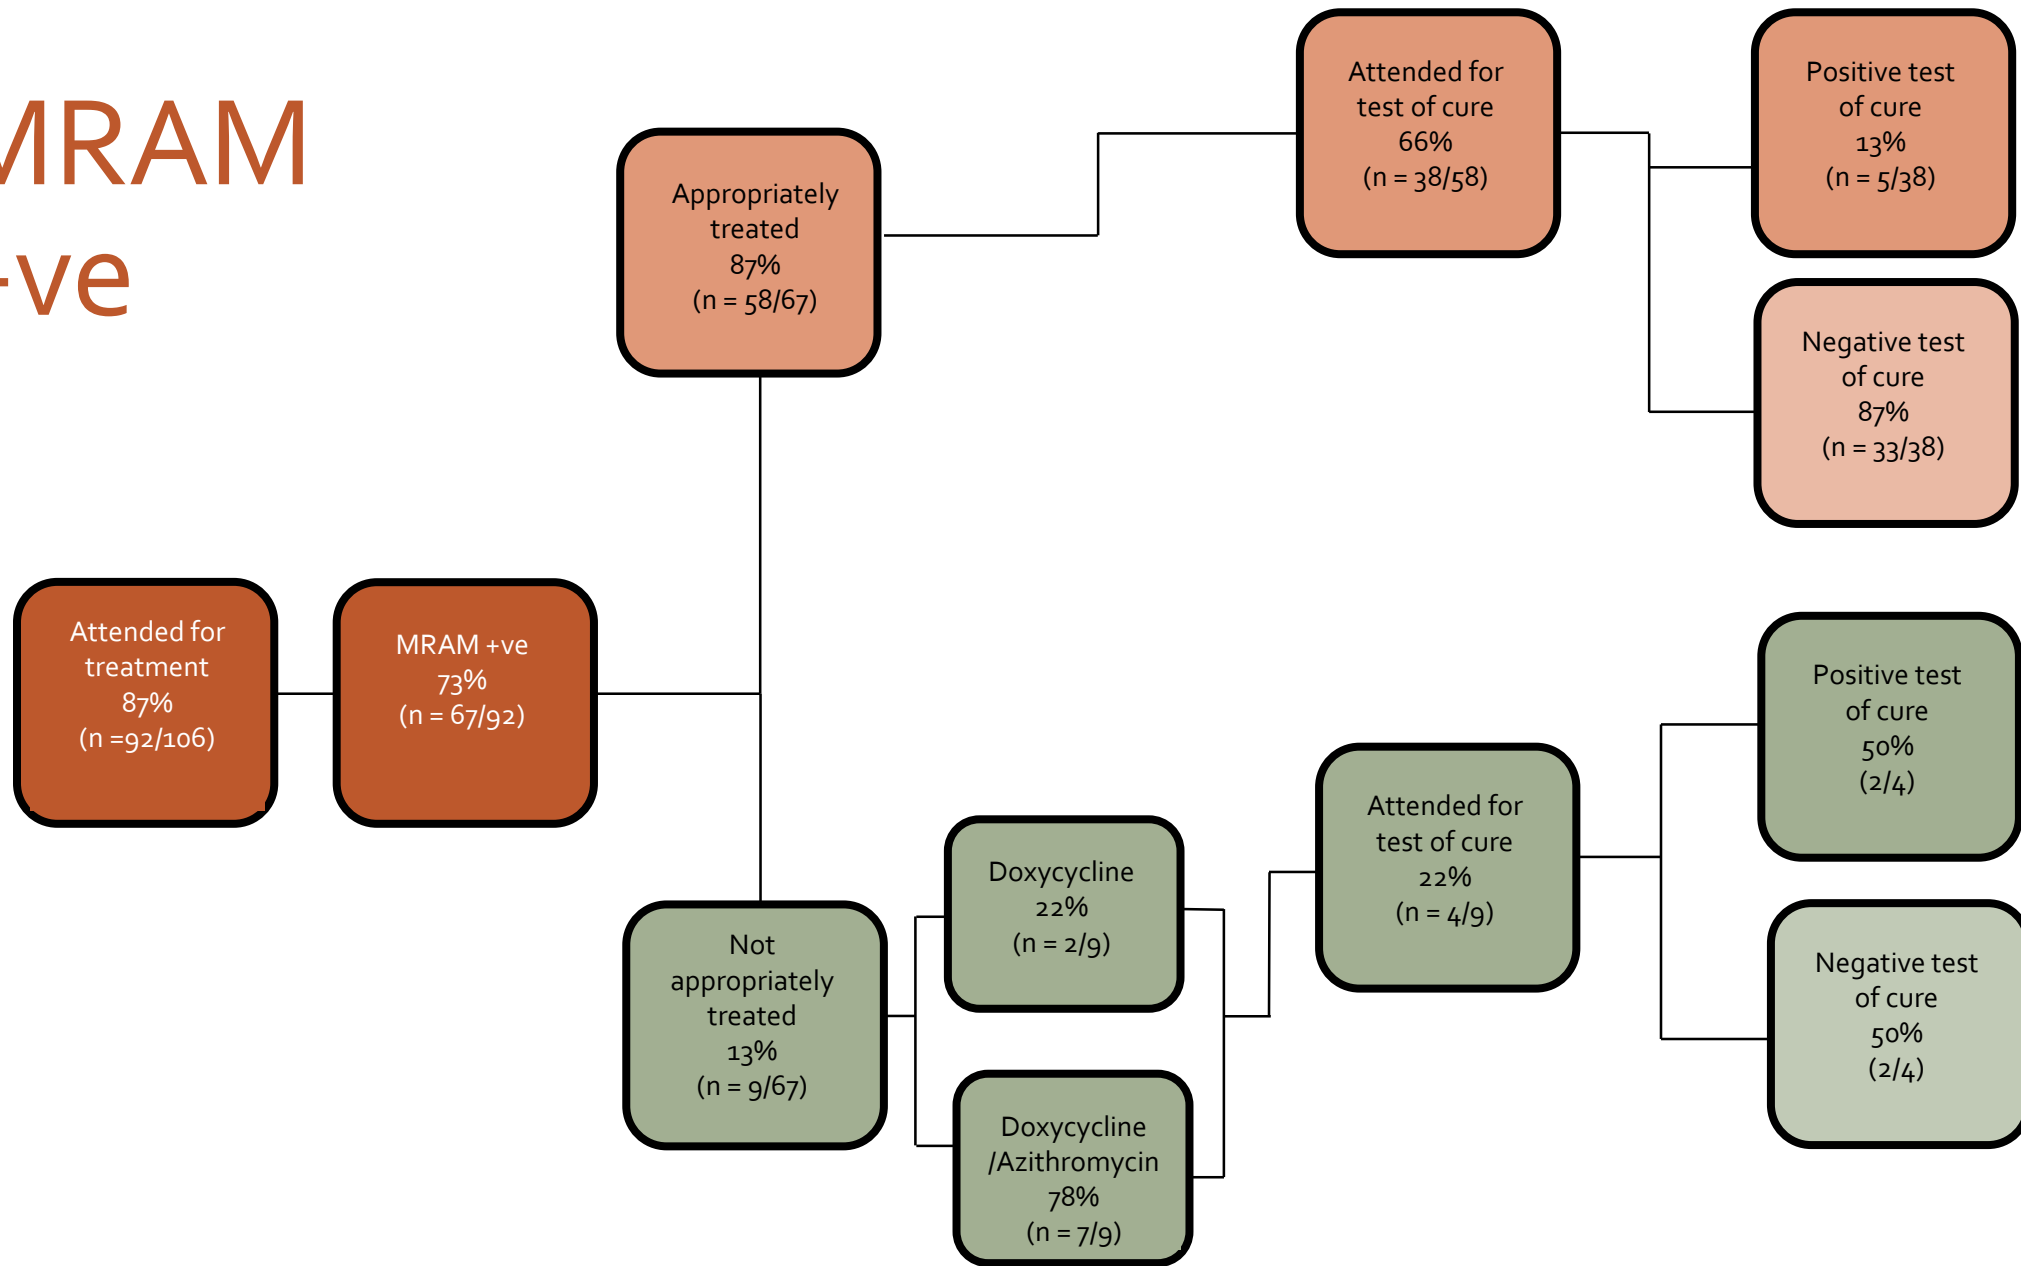 MRAM
-ve
Appropriately
treated
87%
(n = 58/67)
Attended for
test of cure
66%
(n = 38/58)
Positive test
of cure
13%
(n = 5/38)
Negative test
of cure
87%
(n = 33/38)
Attended for
treatment
87%
(n =92/106)
MRAM +ve
73%
(n = 67/92)
Not
appropriately
treated
13%
(n = 9/67)
Doxycycline
22%
(n = 2/9)
Doxycycline
/Azithromycin
78%
(n = 7/9)
Attended for
test of cure
22%
(n = 4/9)
Positive test
of cure
50%
(2/4)
Negative test
of cure
50%
(2/4)